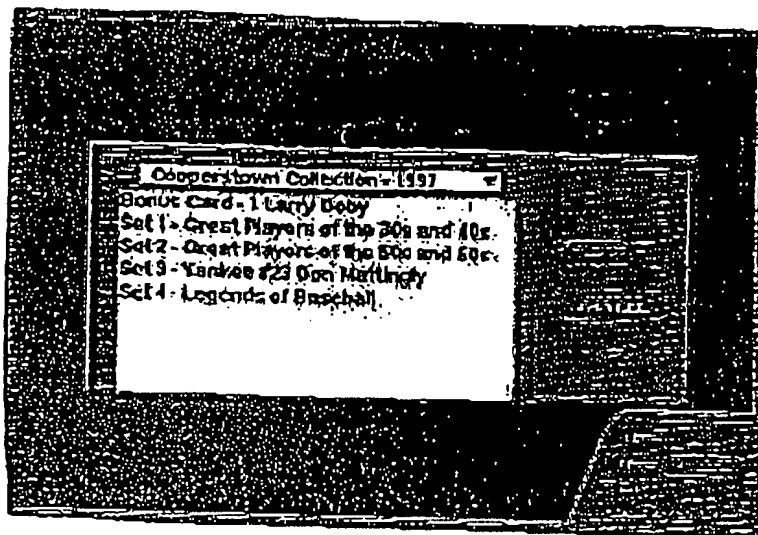 Cooperstown Collection - 1997
Bonus Card - 1 Larry Doby
Set 1 - Great Players of the 30s and 40s
Set 2 - Great Players of the 50s and 60s
Set 3 - Yankee #23 Don Mattingly
Set 4 - Legends of Baseball